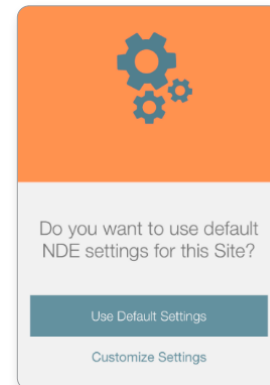 Do you want to use default
NDE settings for this Site?
Use Default Settings
Customize Settings